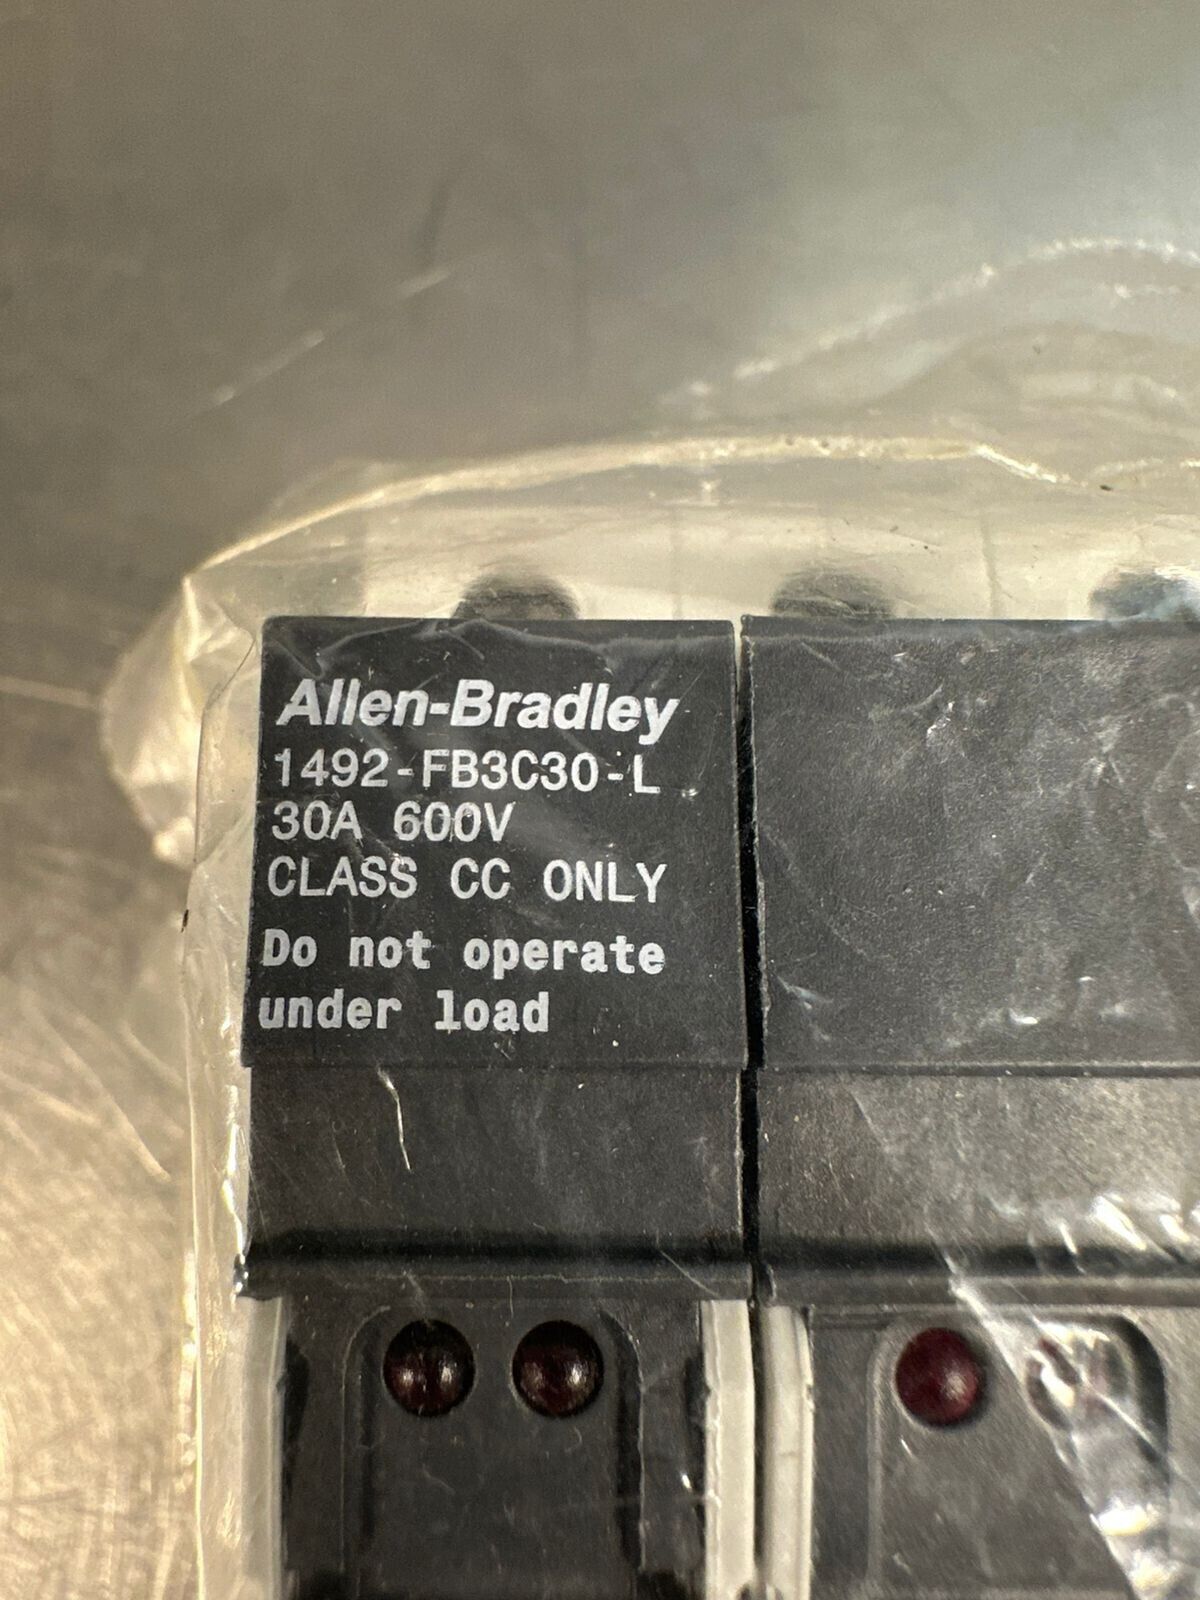 Allen-Bradley
1492-FB3C30-L
30A 600V
CLASS CC ONLY
Do not operate
under load